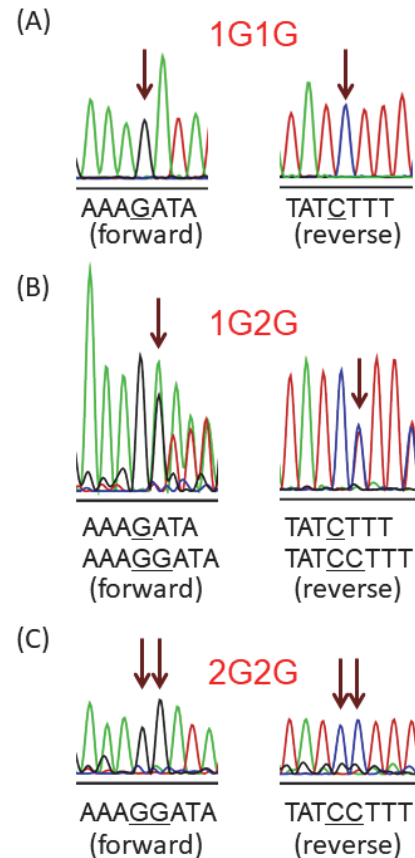 (A)
1G1G
AAAGATA TATCTTT
(forward) (reverse)
(B)
1G2G
AAAGATA TATCTTT
AAAGGATA TATCCTTT
(forward) (reverse)
(C)
2G2G
AAAGGATA TATCCTTT
(forward) (reverse)